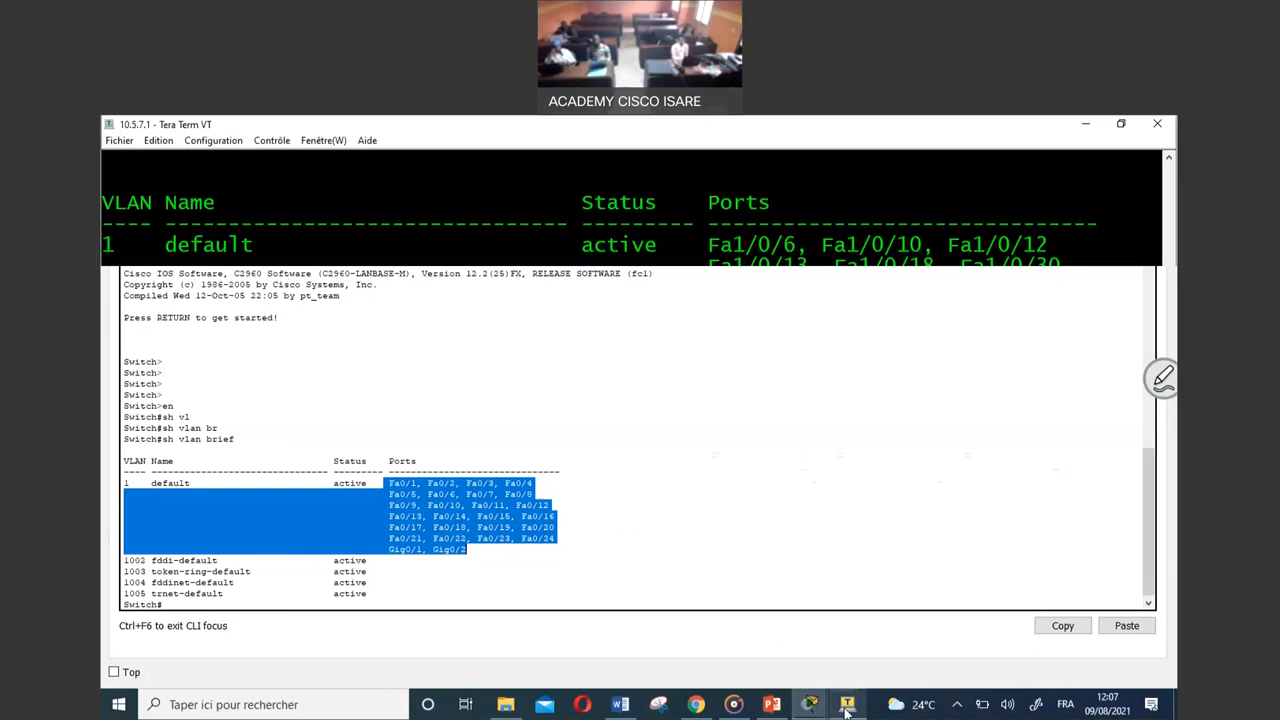 ACADEMY CISCO ISARE
10.5.7.1 - Tera Term VT
Fichier Edition Configuration Contrôle Fenêtre(W) Aide
VLAN Name Status Ports
---- -------------------------------- --------- -------------------------------
1 default active Fa1/0/6, Fa1/0/10, Fa1/0/12
Fa1/0/13, Fa1/0/18, Fa1/0/30
Cisco IOS Software, C2960 Software (C2960-LANBASE-M), Version 12.2(25)FX, RELEASE SOFTWARE (fc1)
Copyright (c) 1986-2005 by Cisco Systems, Inc.
Compiled Wed 12-Oct-05 22:05 by pt_team
Press RETURN to get started!
Switch>
Switch>
Switch>
Switch>
Switch>en
Switch#sh vl
Switch#sh vlan br
Switch#sh vlan brief
VLAN Name Status Ports
---- -------------------------------- --------- -------------------------------
1 default active Fa0/1, Fa0/2, Fa0/3, Fa0/4
Fa0/5, Fa0/6, Fa0/7, Fa0/8
Fa0/9, Fa0/10, Fa0/11, Fa0/12
Fa0/13, Fa0/14, Fa0/15, Fa0/16
Fa0/17, Fa0/18, Fa0/19, Fa0/20
Fa0/21, Fa0/22, Fa0/23, Fa0/24
Gig0/1, Gig0/2
1002 fddi-default active
1003 token-ring-default active
1004 fddinet-default active
1005 trnet-default active
Switch#
Ctrl+F6 to exit CLI focus
Copy Paste
Top
Taper ici pour rechercher
24°C
FRA
12:07
09/08/2021